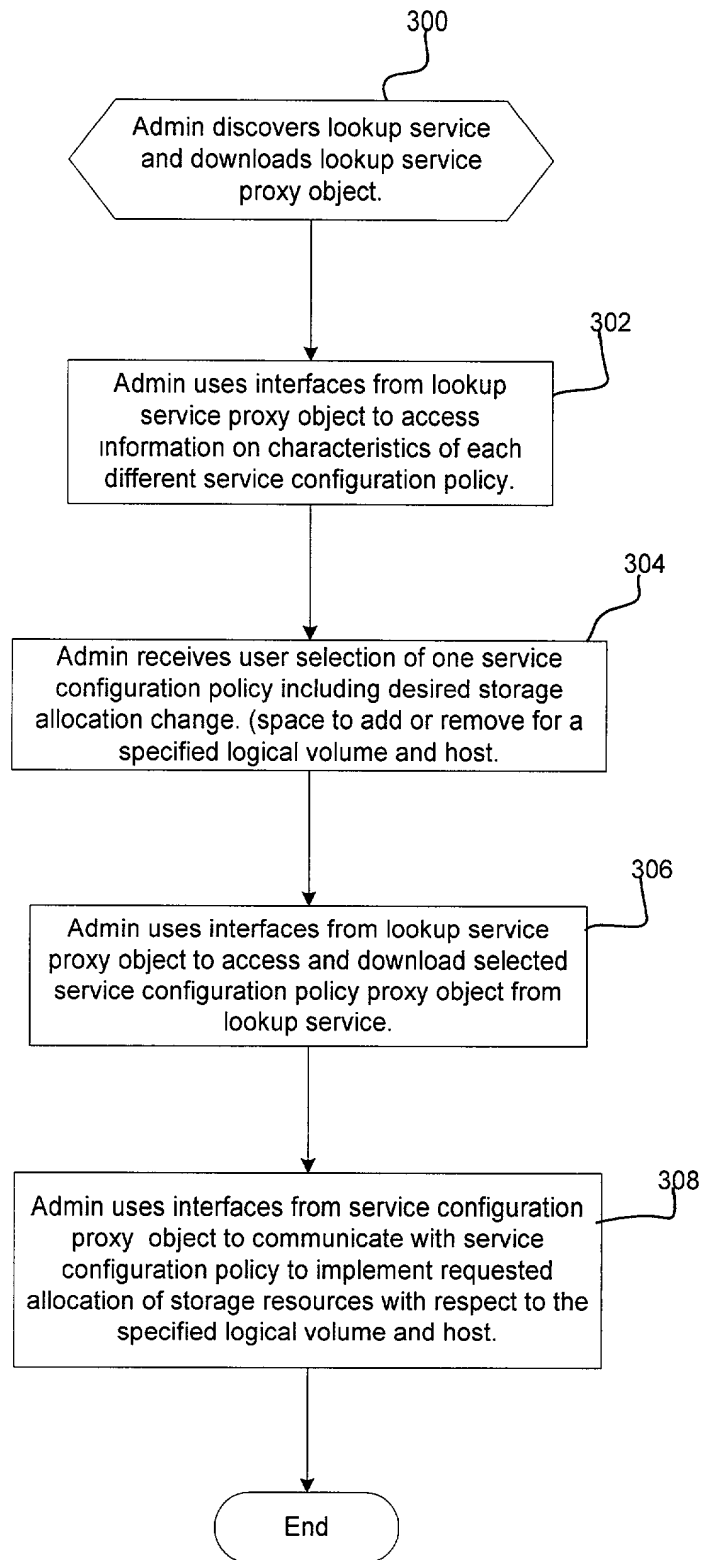 300
Admin discovers lookup service
and downloads lookup service
proxy object.
302
Admin uses interfaces from lookup
service proxy object to access
information on characteristics of each
different service configuration policy.
304
Admin receives user selection of one service
configuration policy including desired storage
allocation change. (space to add or remove for a
specified logical volume and host.
306
Admin uses interfaces from lookup service
proxy object to access and download selected
service configuration policy proxy object from
lookup service.
308
Admin uses interfaces from service configuration
proxy object to communicate with service
configuration policy to implement requested
allocation of storage resources with respect to the
specified logical volume and host.
End